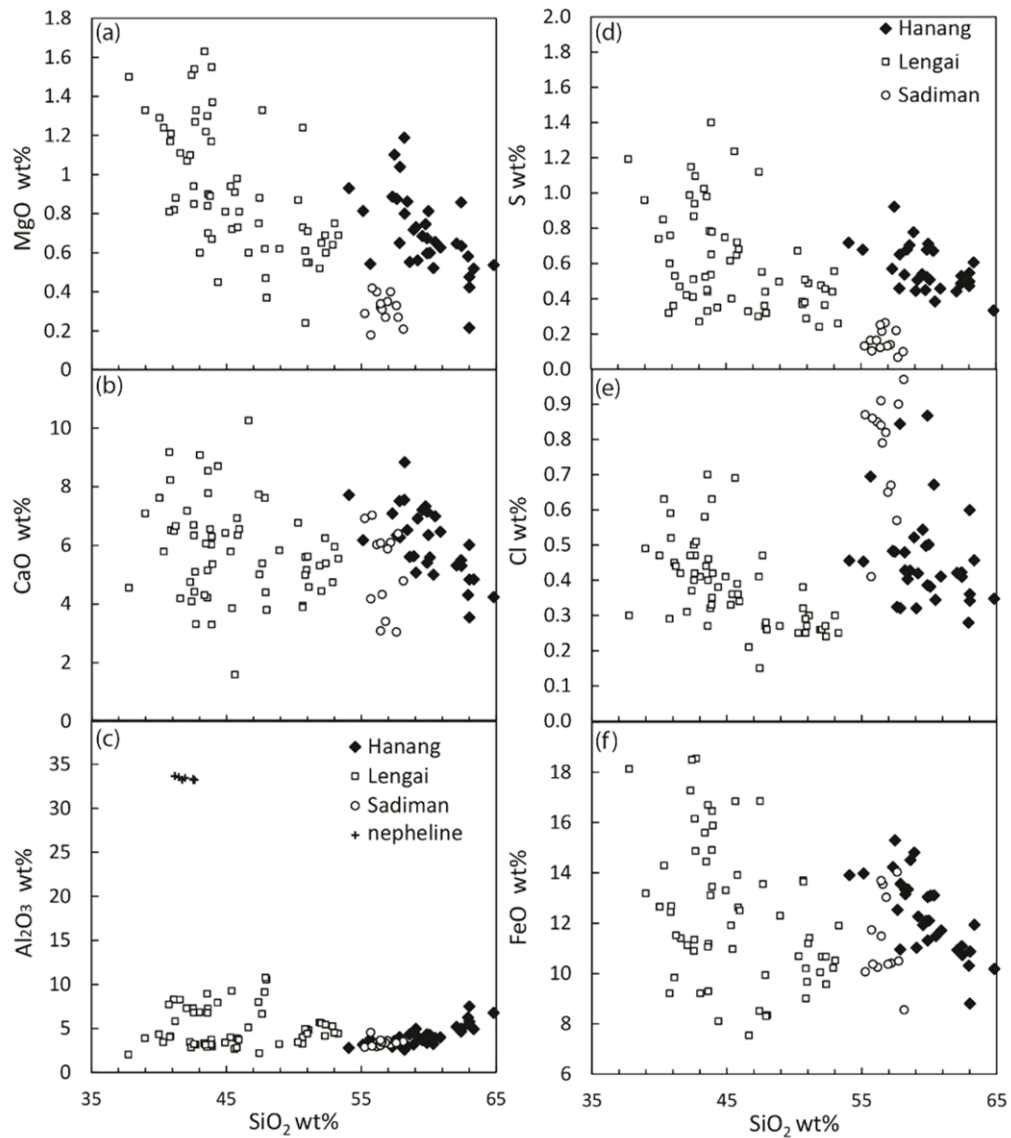 (a)
MgO wt%
1.8
1.6
1.4
1.2
1
0.8
0.6
0.4
0.2
0
(b)
CaO wt%
10
8
6
4
2
0
(c)
Al₂O₃ wt%
35
30
25
20
15
10
5
0
Hanang
Lengai
Sadiman
nepheline
35 45 55 65
SiO₂ wt%
(d)
S wt%
2.0
1.8
1.6
1.4
1.2
1.0
0.8
0.6
0.4
0.2
0.0
Hanang
Lengai
Sadiman
(e)
Cl wt%
0.9
0.8
0.7
0.6
0.5
0.4
0.3
0.2
0.1
0.0
(f)
FeO wt%
18
16
14
12
10
8
6
35 45 55 65
SiO₂ wt%